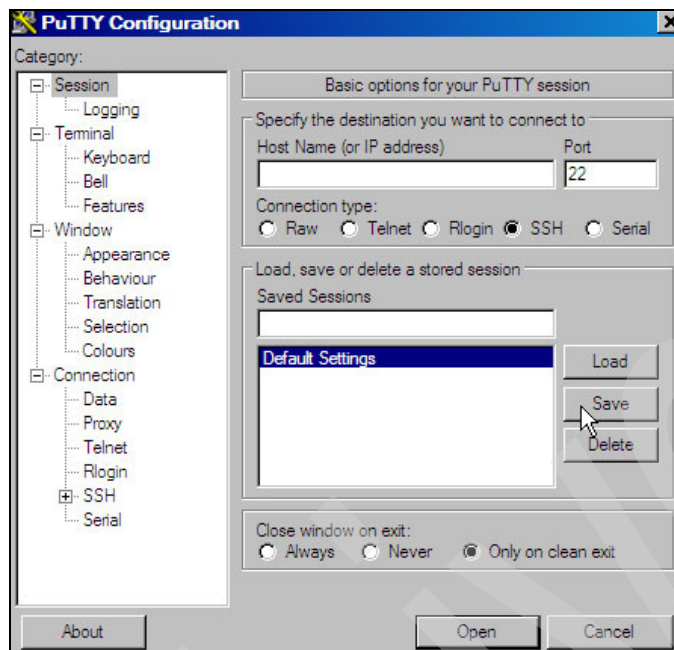 PuTTY Configuration
Category:
Session
Logging
Terminal
Keyboard
Bell
Features
Window
Appearance
Behaviour
Translation
Selection
Colours
Connection
Data
Proxy
Telnet
Rlogin
SSH
Serial
Basic options for your PuTTY session
Specify the destination you want to connect to
Host Name (or IP address) Port
22
Connection type:
Raw Telnet Rlogin SSH Serial
Load, save or delete a stored session
Saved Sessions
Default Settings
Load
Save
Delete
Close window on exit:
Always Never Only on clean exit
About Open Cancel